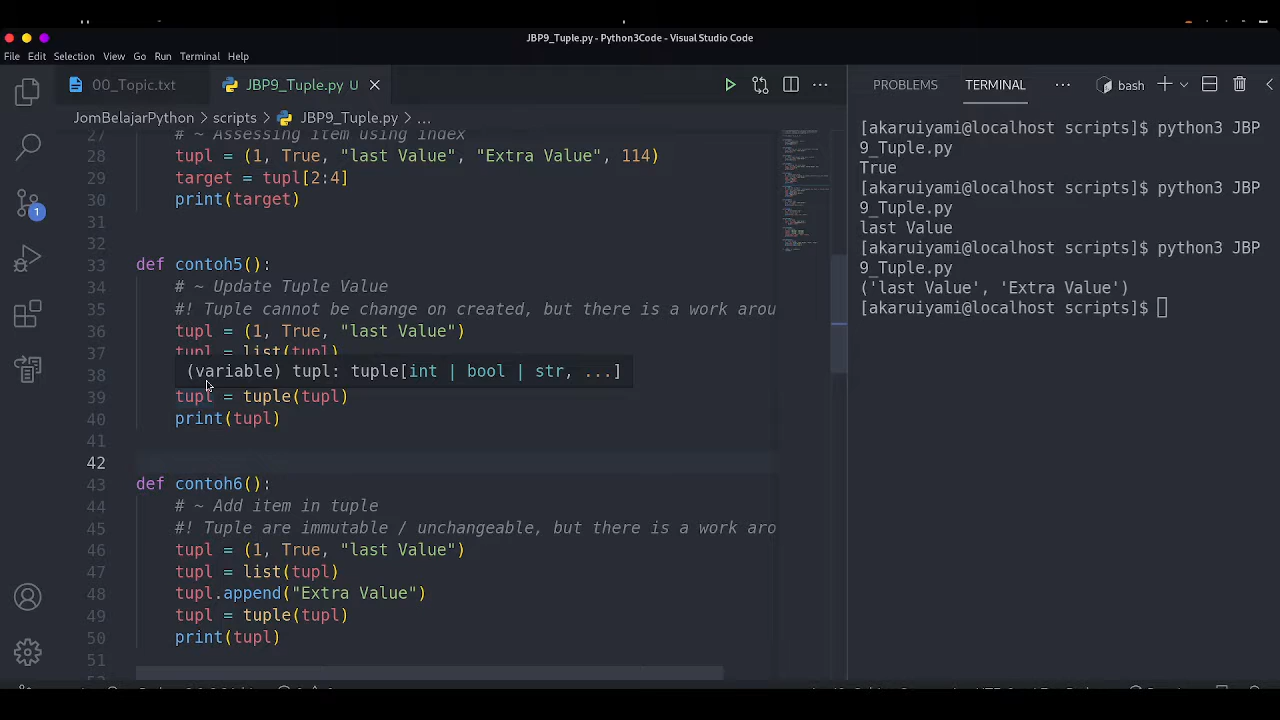 JBP9_Tuple.py - Python3Code - Visual Studio Code
File Edit Selection View Go Run Terminal Help
00_Topic.txt JBP9_Tuple.py U
JomBelajarPython > scripts > JBP9_Tuple.py > ...
27 # ~ Assessing item using index
28 tupl = (1, True, "last Value", "Extra Value", 114)
29 target = tupl[2:4]
30 print(target)
31
32
33 def contoh5():
34 # ~ Update Tuple Value
35 #! Tuple cannot be change on created, but there is a work arou
36 tupl = (1, True, "last Value")
37 tupl = list(tupl)
38 (variable) tupl: tuple[int | bool | str, ...]
39 tupl = tuple(tupl)
40 print(tupl)
41
42
43 def contoh6():
44 # ~ Add item in tuple
45 #! Tuple are immutable / unchangeable, but there is a work aro
46 tupl = (1, True, "last Value")
47 tupl = list(tupl)
48 tupl.append("Extra Value")
49 tupl = tuple(tupl)
50 print(tupl)
51
1
PROBLEMS TERMINAL ... bash
[akaruiyami@localhost scripts]$ python3 JBP
9_Tuple.py
True
[akaruiyami@localhost scripts]$ python3 JBP
9_Tuple.py
last Value
[akaruiyami@localhost scripts]$ python3 JBP
9_Tuple.py
('last Value', 'Extra Value')
[akaruiyami@localhost scripts]$